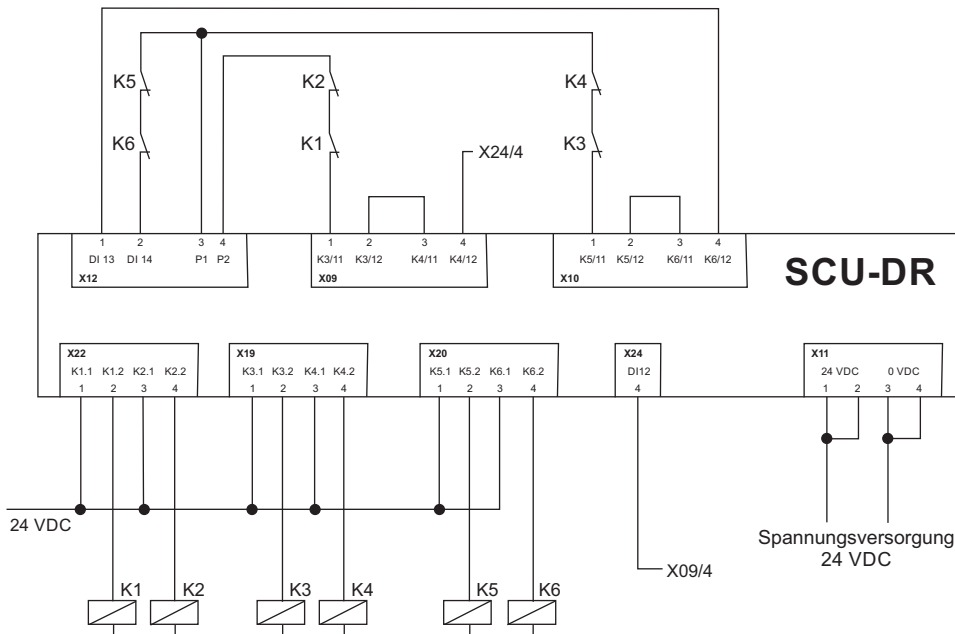 K5 K2 K4
K6 K1 K3
X24/4
1 2 3 4 1 2 3 4 1 2 3 4
DI 13 DI 14 P1 P2 K3/11 K3/12 K4/11 K4/12 K5/11 K5/12 K6/11 K6/12
X12 X09 X10
SCU-DR
X22 X19 X20 X24 X11
K1.1 K1.2 K2.1 K2.2 K3.1 K3.2 K4.1 K4.2 K5.1 K5.2 K6.1 K6.2 DI12 24 VDC 0 VDC
1 2 3 4 1 2 3 4 1 2 3 4 4 1 2 3 4
24 VDC
Spannungsversorgung
24 VDC
X09/4
K1 K2 K3 K4 K5 K6